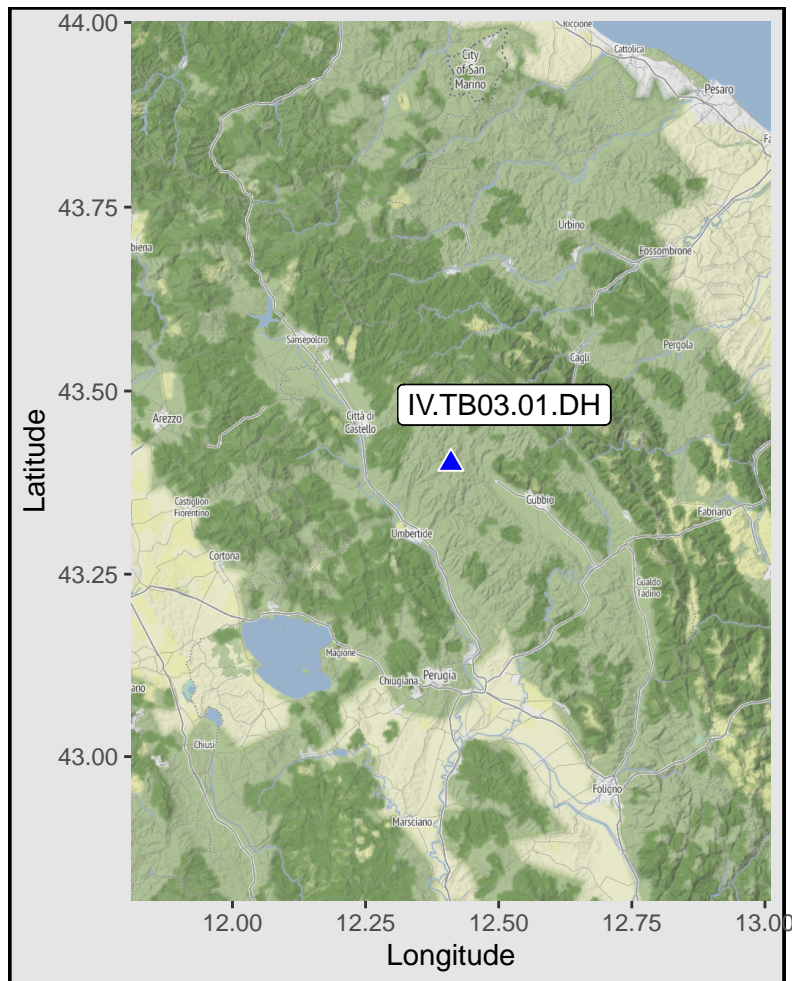 44.00
43.75
43.50
43.25
43.00
Latitude
12.00
12.25
12.50
12.75
13.00
Longitude
IV.TB03.01.DH
Riccione
Cattolica
City
of San
Marino
Pesaro
Urbino
Fossombrone
Sansepolcro
Cagli
Pergola
Arezzo
Città di
Castello
Castiglion
Fiorentino
Gubbio
Fabriano
Umbertide
Cortona
Gualdo
Tadino
Magione
Chiugiana
Perugia
Chiusi
Foligno
Marsciano